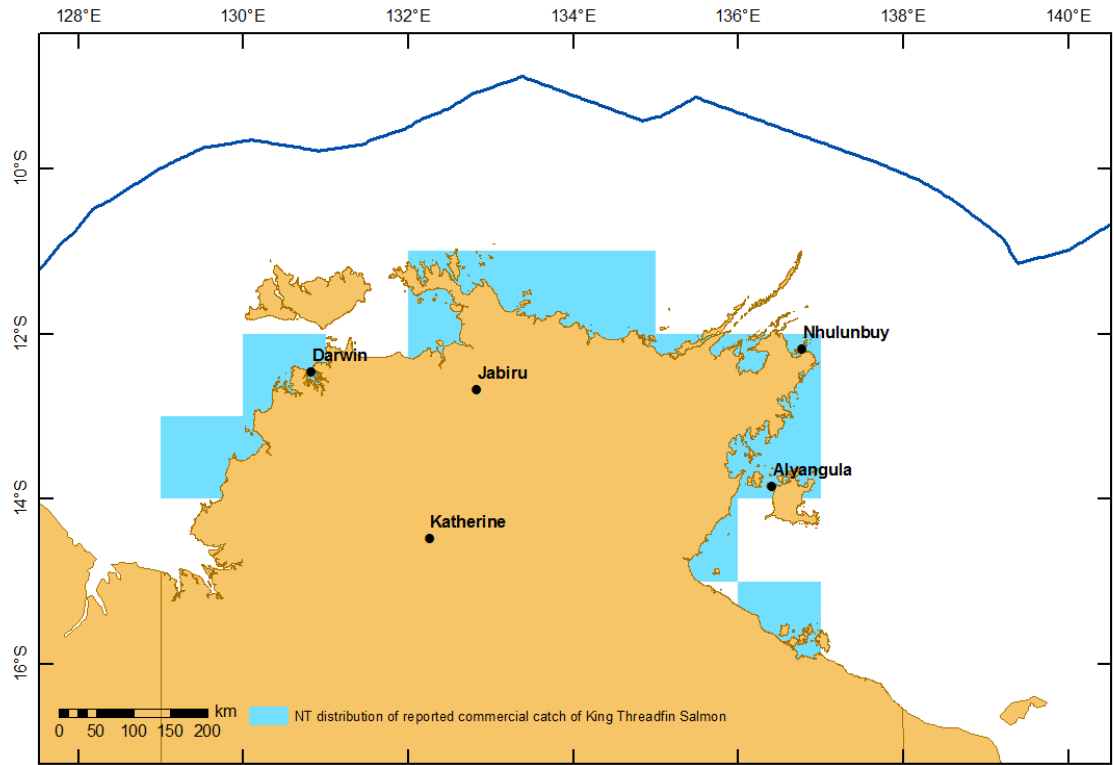 128°E 130°E 132°E 134°E 136°E 138°E 140°E
10°S
12°S
14°S
16°S
Darwin
Jabiru
Nhulunbuy
Alyangula
Katherine
km
0 50 100 150 200
NT distribution of reported commercial catch of King Threadfin Salmon